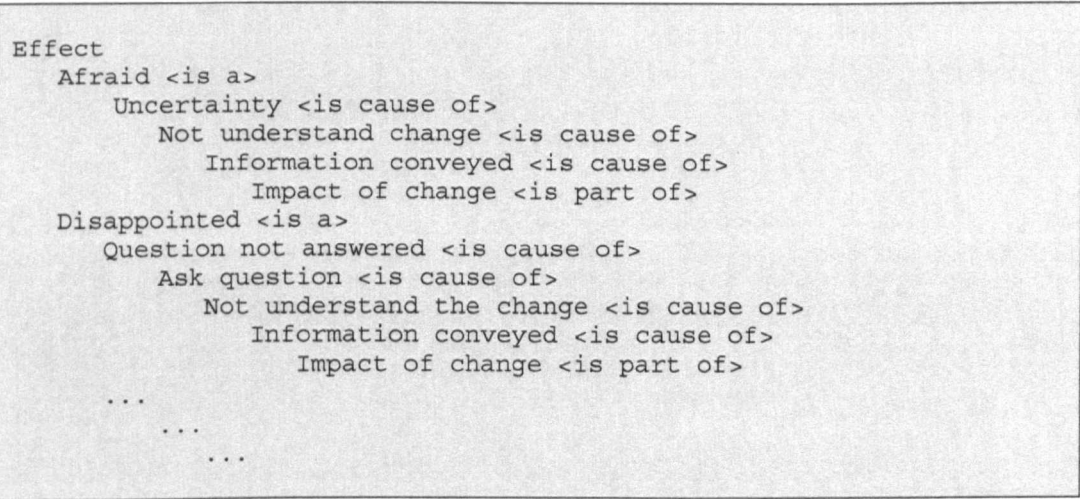 Effect
Afraid <is a>
Uncertainty <is cause of>
Not understand change <is cause of>
Information conveyed <is cause of>
Impact of change <is part of>
Disappointed <is a>
Question not answered <is cause of>
Ask question <is cause of>
Not understand the change <is cause of>
Information conveyed <is cause of>
Impact of change <is part of>
...
...
...